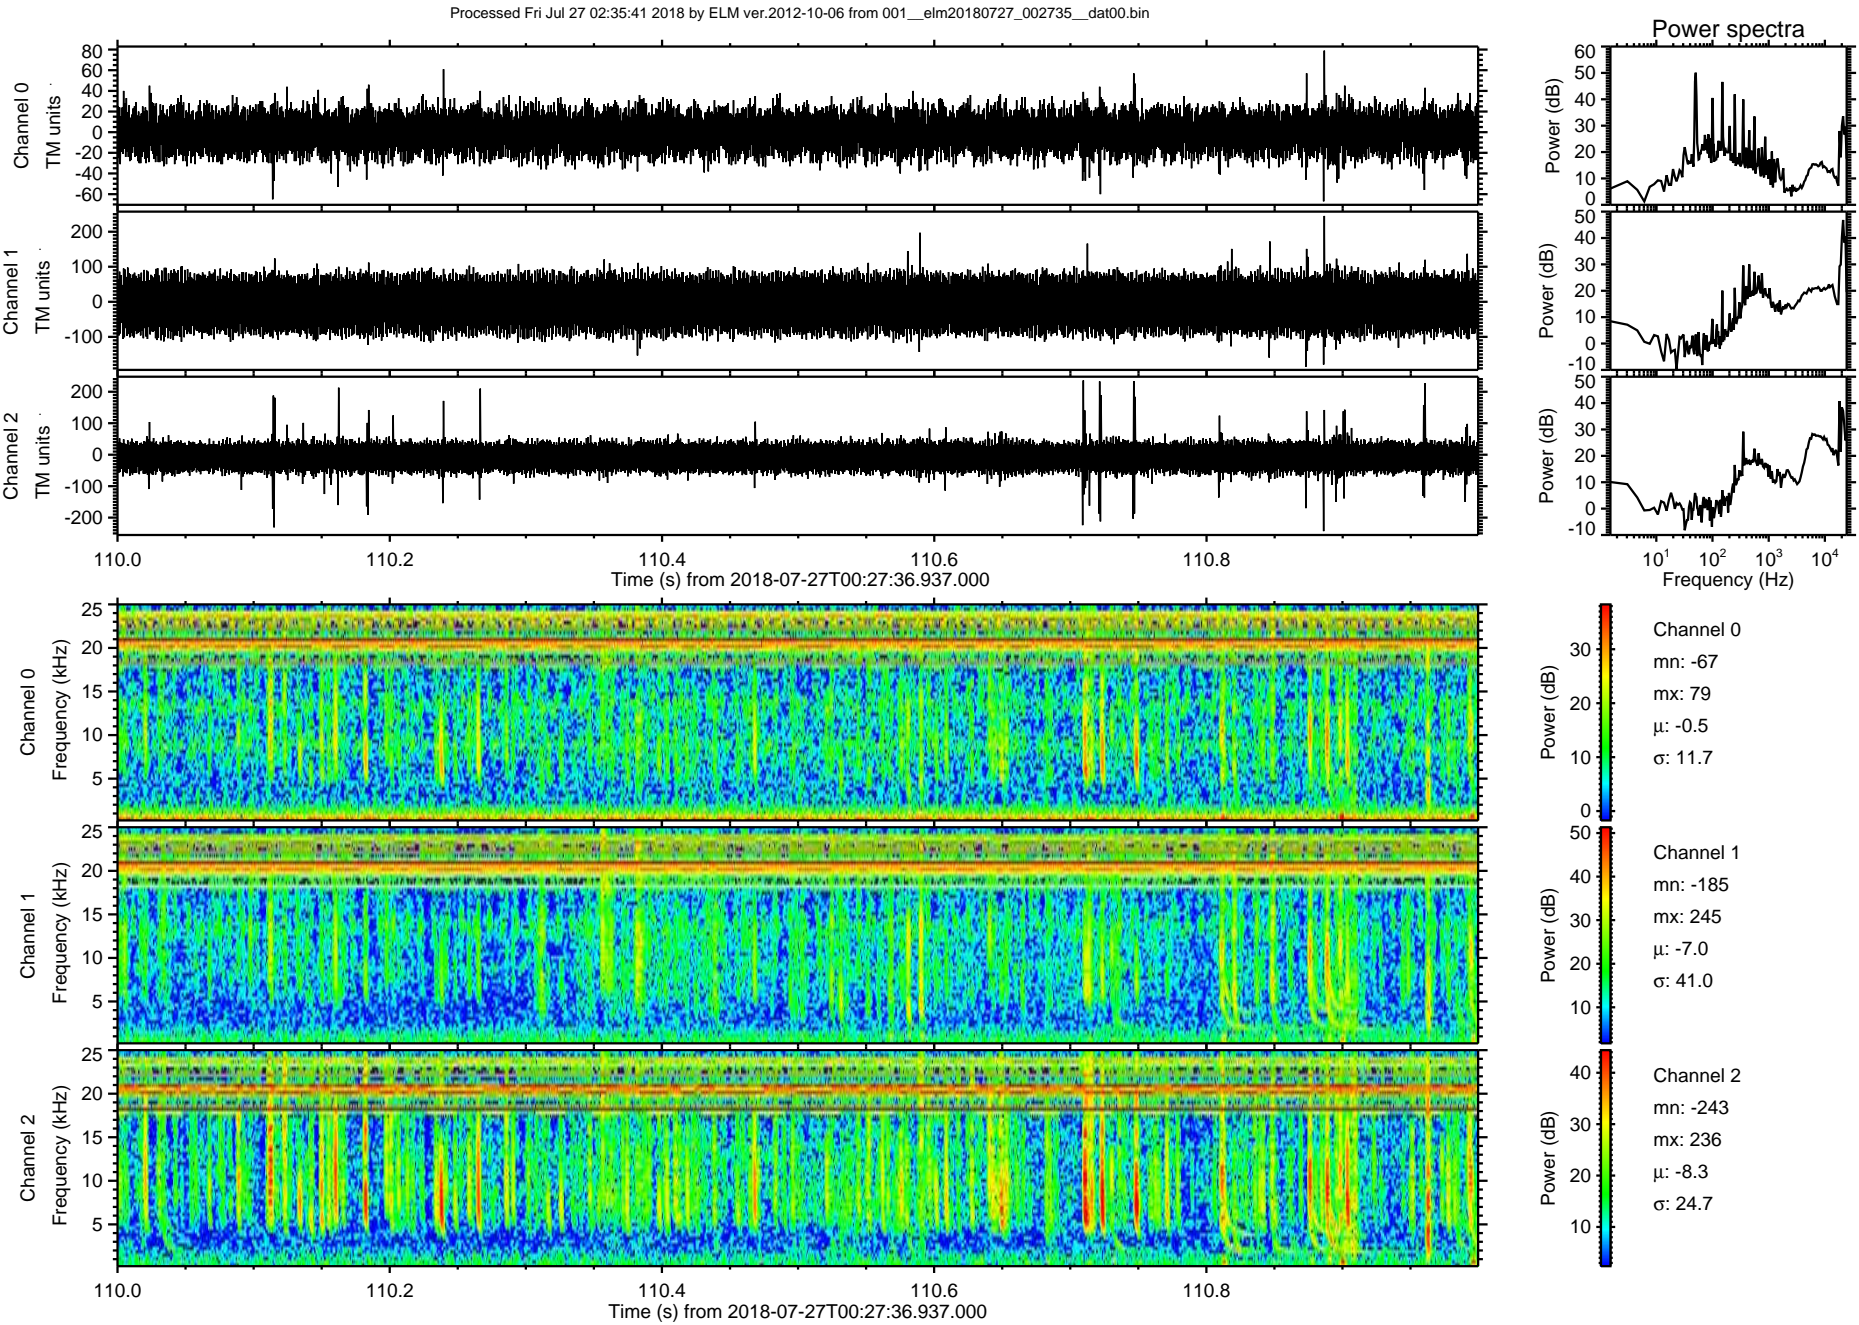 Processed Fri Jul 27 02:35:41 2018 by ELM ver.2012-10-06 from 001__elm20180727_002735__dat00.bin
Power spectra
Channel 0
TM units
80
60
40
20
0
-20
-40
-60
Power (dB)
60
50
40
30
20
10
0
Channel 1
TM units
200
100
0
-100
Power (dB)
50
40
30
20
10
0
-10
Channel 2
TM units
200
100
0
-100
-200
Power (dB)
50
40
30
20
10
0
-10
110.0 110.2 110.4 110.6 110.8
Time (s) from 2018-07-27T00:27:36.937.000
10^1 10^2 10^3 10^4
Frequency (Hz)
Channel 0
Frequency (kHz)
25
20
15
10
5
Power (dB)
30
20
10
0
Channel 0
mn: -67
mx: 79
μ: -0.5
σ: 11.7
Channel 1
Frequency (kHz)
25
20
15
10
5
Power (dB)
50
40
30
20
10
Channel 1
mn: -185
mx: 245
μ: -7.0
σ: 41.0
Channel 2
Frequency (kHz)
25
20
15
10
5
Power (dB)
40
30
20
10
Channel 2
mn: -243
mx: 236
μ: -8.3
σ: 24.7
110.0 110.2 110.4 110.6 110.8
Time (s) from 2018-07-27T00:27:36.937.000